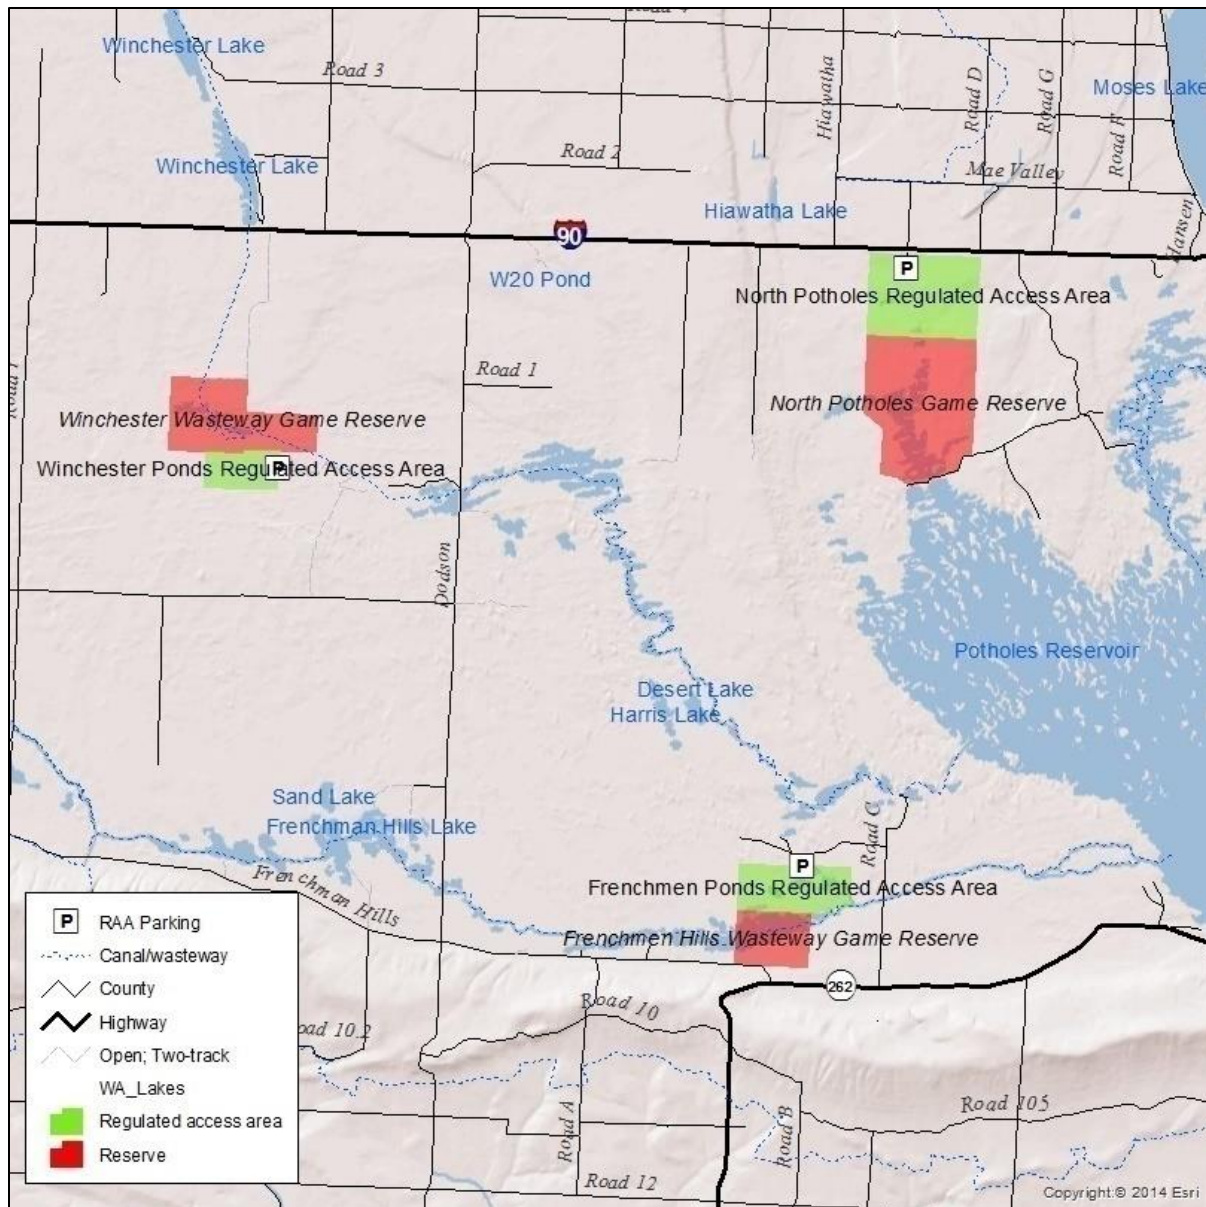 Winchester Lake
Road 3
Hiawatha
Road D
Road G
Moses Lake
Road F
Winchester Lake
Road 2
Mae Valley
Hiawatha Lake
Hansen
90
W20 Pond
P
North Potholes Regulated Access Area
Road 1
North Potholes Game Reserve
Winchester Wasteway Game Reserve
Winchester Ponds Regulated Access Area
P
Dodson
Potholes Reservoir
Desert Lake
Harris Lake
Sand Lake
Frenchman Hills Lake
Road C
P
Frenchmen Ponds Regulated Access Area
Frenchman Hills
Frenchmen Hills Wasteway Game Reserve
262
Road 10
oad 10.2
Road A
Road B
Road 105
Road 12
P RAA Parking
Canal/wasteway
County
Highway
Open; Two-track
WA_Lakes
Regulated access area
Reserve
Copyright:© 2014 Esri